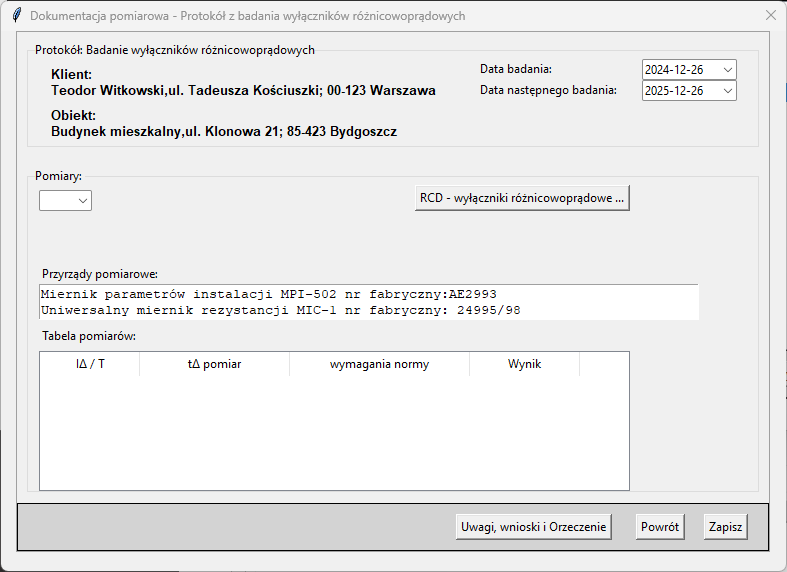 Dokumentacja pomiarowa - Protokół z badania wyłączników różnicowoprądowych
Protokół: Badanie wyłączników różnicowoprądowych
Klient:
Teodor Witkowski,ul. Tadeusza Kościuszki; 00-123 Warszawa
Data badania: 2024-12-26
Data następnego badania: 2025-12-26
Obiekt:
Budynek mieszkalny,ul. Klonowa 21; 85-423 Bydgoszcz
Pomiary:
RCD - wyłączniki różnicowoprądowe ...
Przyrządy pomiarowe:
Miernik parametrów instalacji MPI-502 nr fabryczny:AE2993
Uniwersalny miernik rezystancji MIC-1 nr fabryczny: 24995/98
Tabela pomiarów:
IΔ / T tΔ pomiar wymagania normy Wynik
Uwagi, wnioski i Orzeczenie Powrót Zapisz